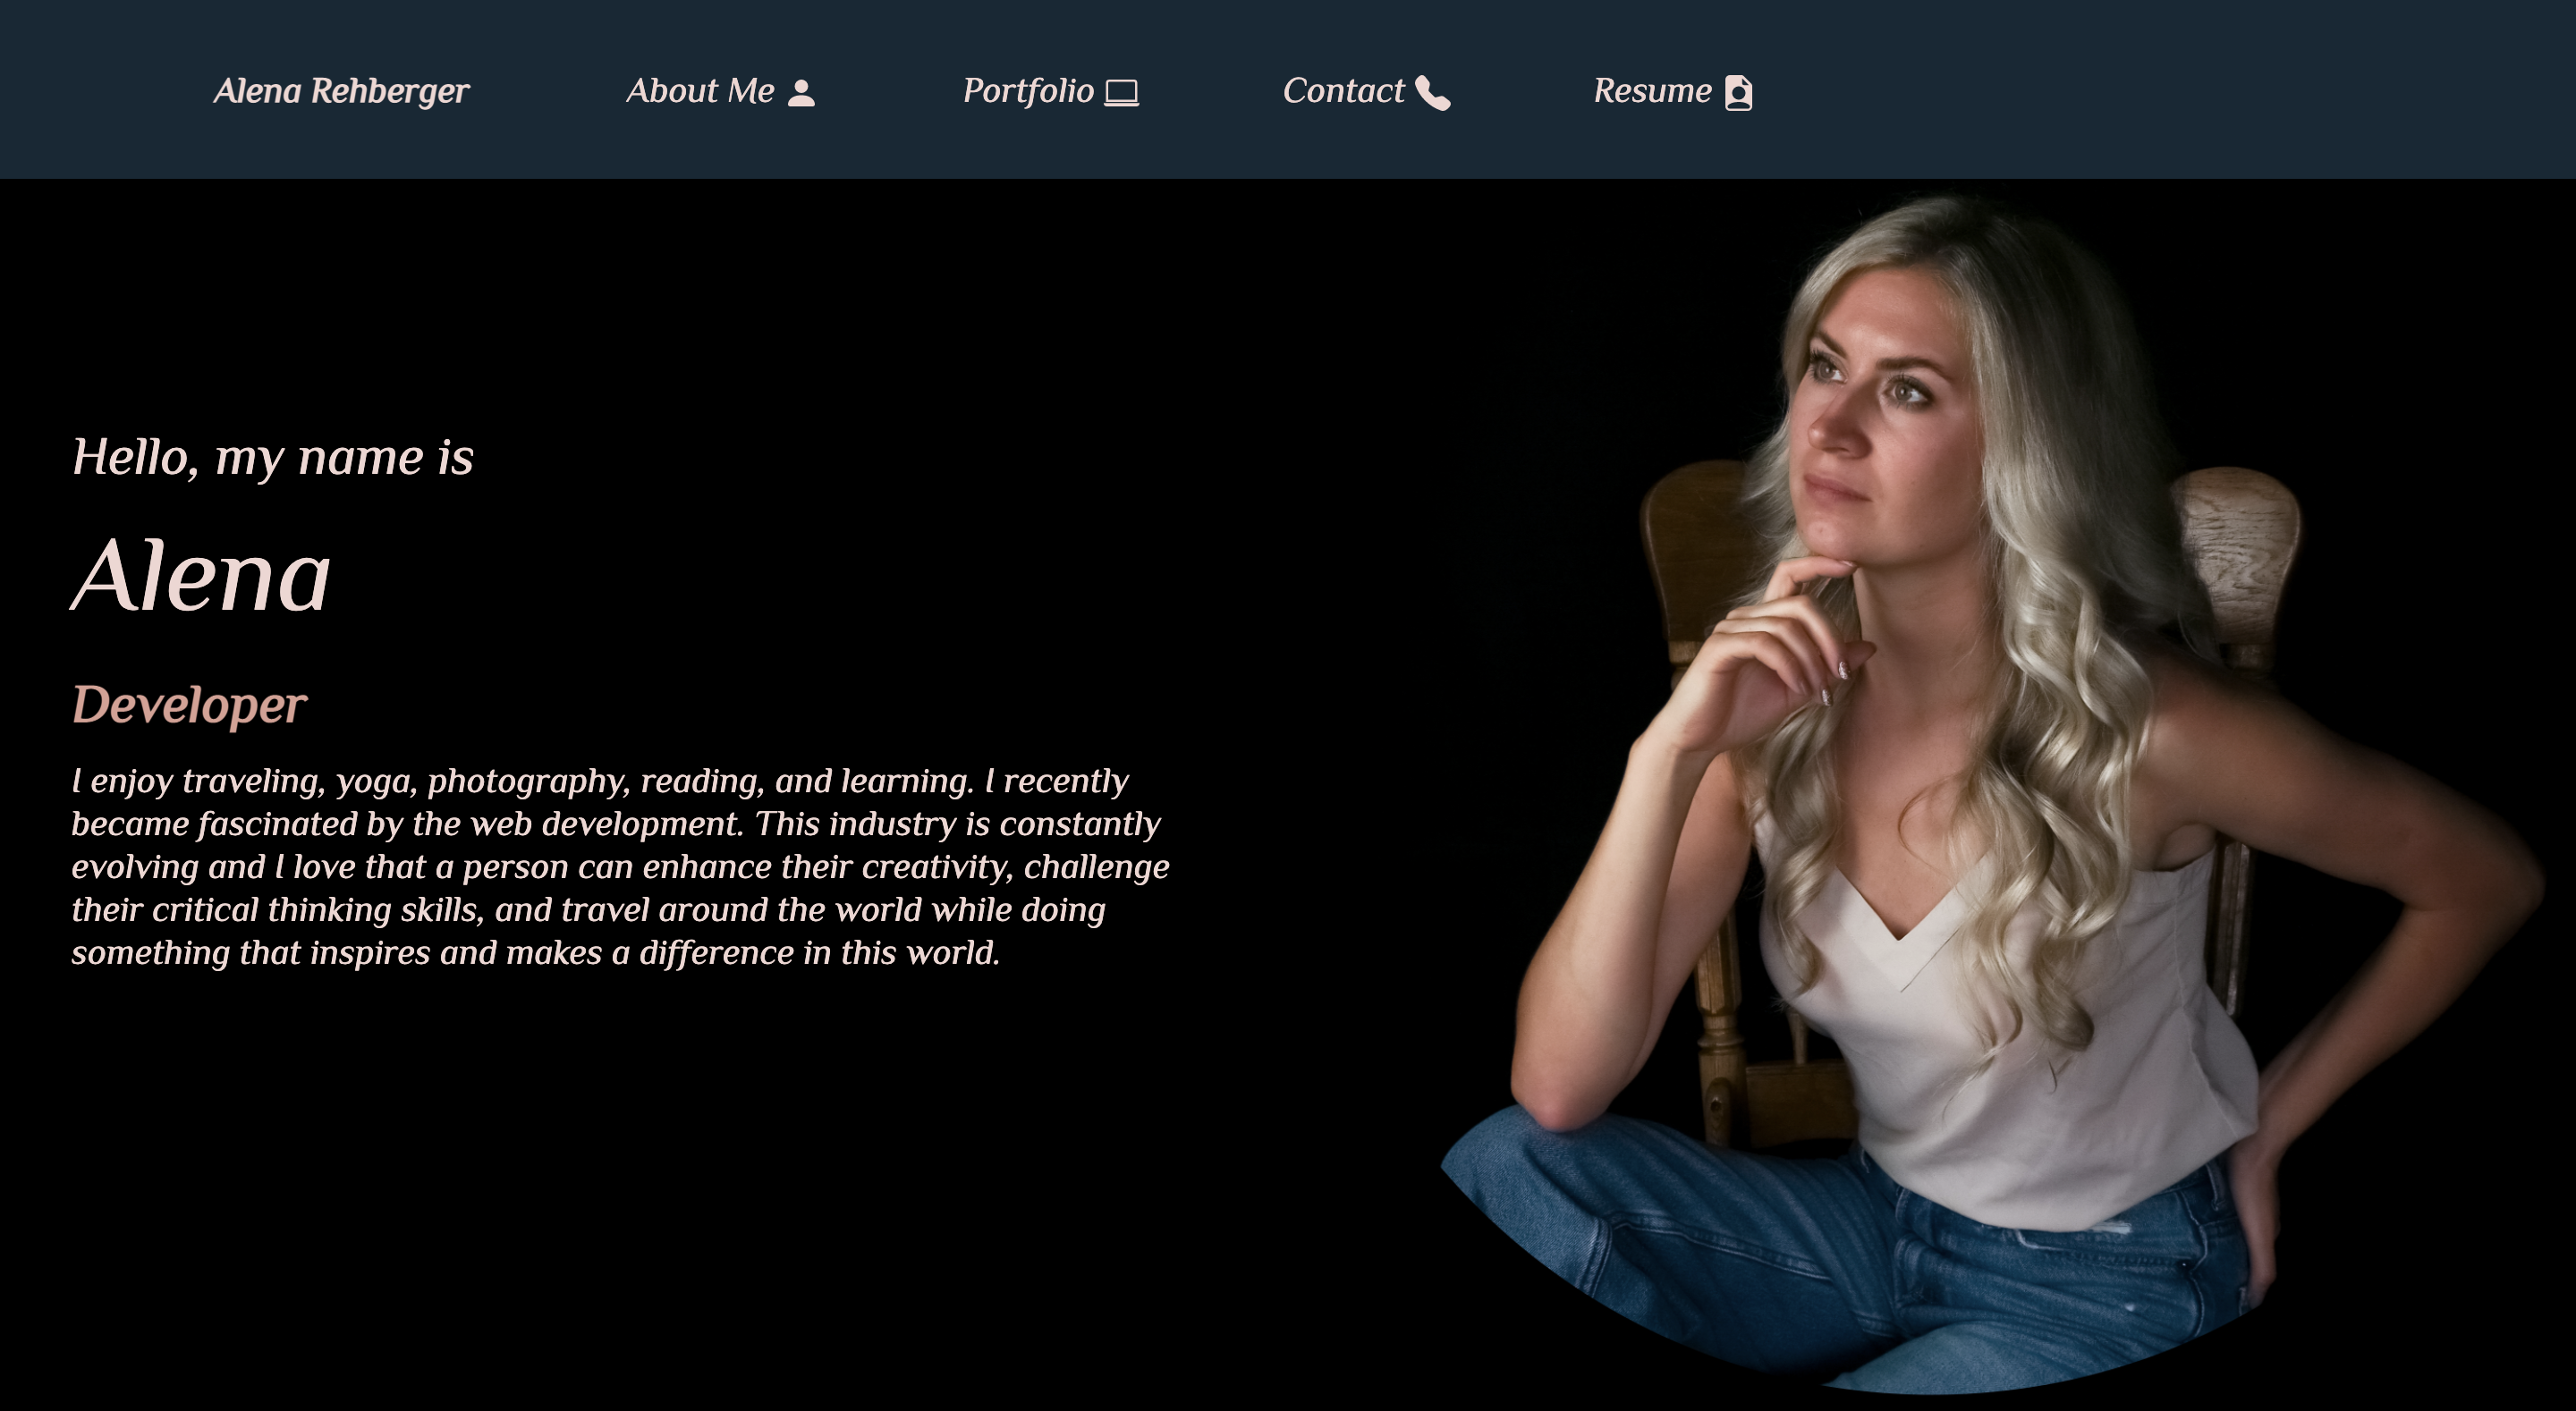 Alena Rehberger About Me Portfolio Contact Resume
Hello, my name is
Alena
Developer
I enjoy traveling, yoga, photography, reading, and learning. I recently
became fascinated by the web development. This industry is constantly
evolving and I love that a person can enhance their creativity, challenge
their critical thinking skills, and travel around the world while doing
something that inspires and makes a difference in this world.